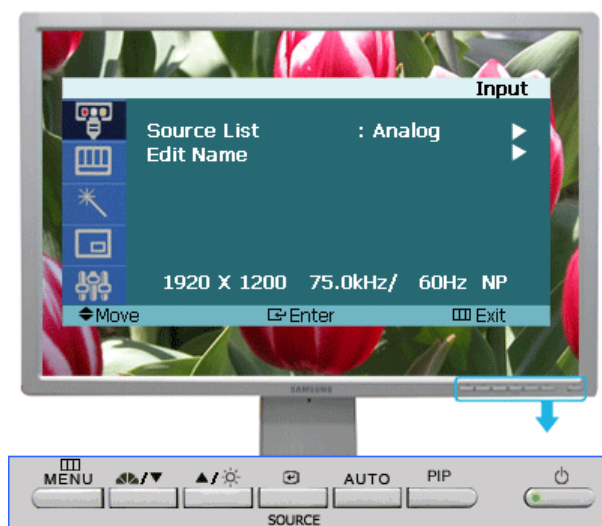 Input
Source List : Analog
Edit Name
1920 X 1200 75.0kHz/ 60Hz NP
Move Enter Exit
SAMSUNG
MENU AUTO PIP
SOURCE